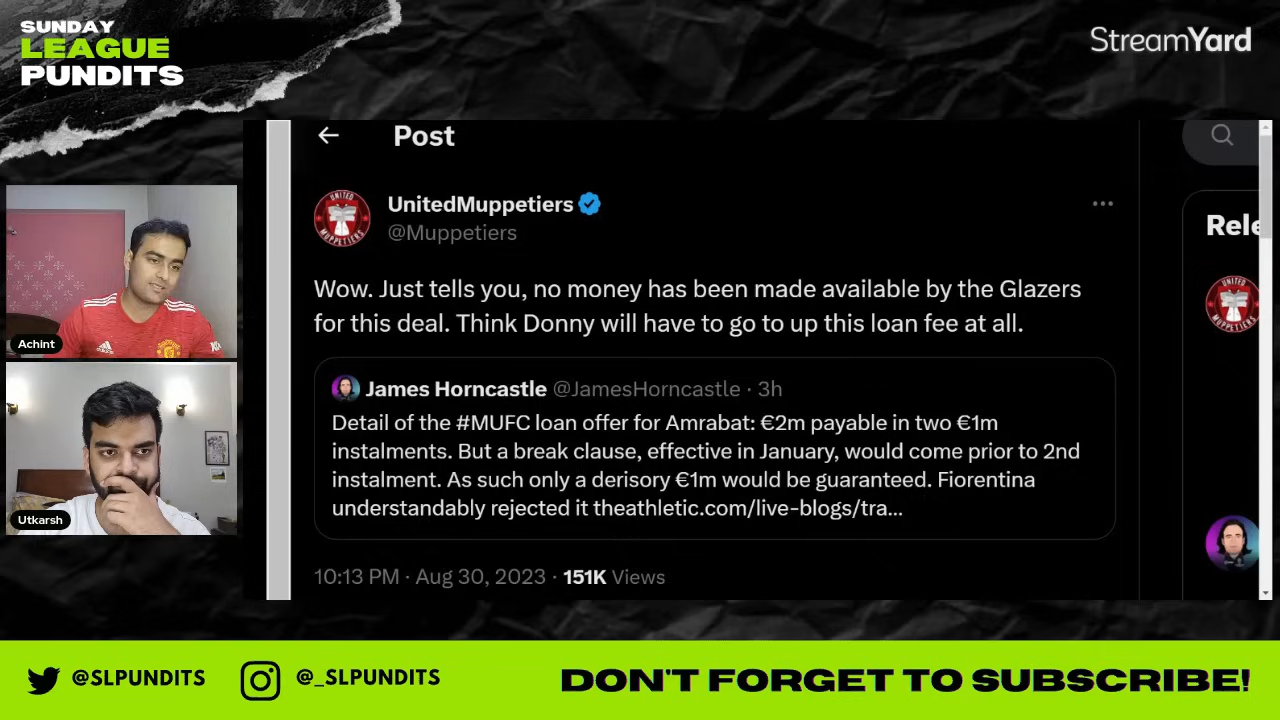 SUNDAY
LEAGUE
PUNDITS
StreamYard
Post
UnitedMuppetiers
@Muppetiers
Wow. Just tells you, no money has been made available by the Glazers
for this deal. Think Donny will have to go to up this loan fee at all.
James Horncastle @JamesHorncastle · 3h
Detail of the #MUFC loan offer for Amrabat: €2m payable in two €1m
instalments. But a break clause, effective in January, would come prior to 2nd
instalment. As such only a derisory €1m would be guaranteed. Fiorentina
understandably rejected it theathletic.com/live-blogs/tra...
10:13 PM · Aug 30, 2023 · 151K Views
Rele
UNITED
MUPPETIERS
Achint
Utkarsh
@SLPUNDITS
@_SLPUNDITS
DON'T FORGET TO SUBSCRIBE!